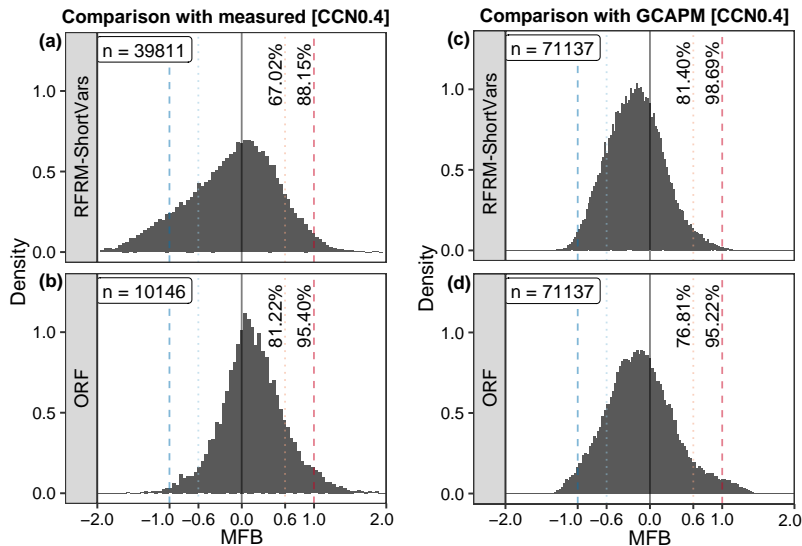 Comparison with measured [CCN0.4]
(a)
n = 39811
67.02%
88.15%
RFRM-ShortVars
1.0
0.5
0.0
(b)
n = 10146
81.22%
95.40%
ORF
1.0
0.5
0.0
Density
−2.0 −1.0 −0.6 0.0 0.6 1.0 2.0
MFB
Comparison with GCAPM [CCN0.4]
(c)
n = 71137
81.40%
98.69%
RFRM-ShortVars
1.0
0.5
0.0
(d)
n = 71137
76.81%
95.22%
ORF
1.0
0.5
0.0
Density
−2.0 −1.0 −0.6 0.0 0.6 1.0 2.0
MFB